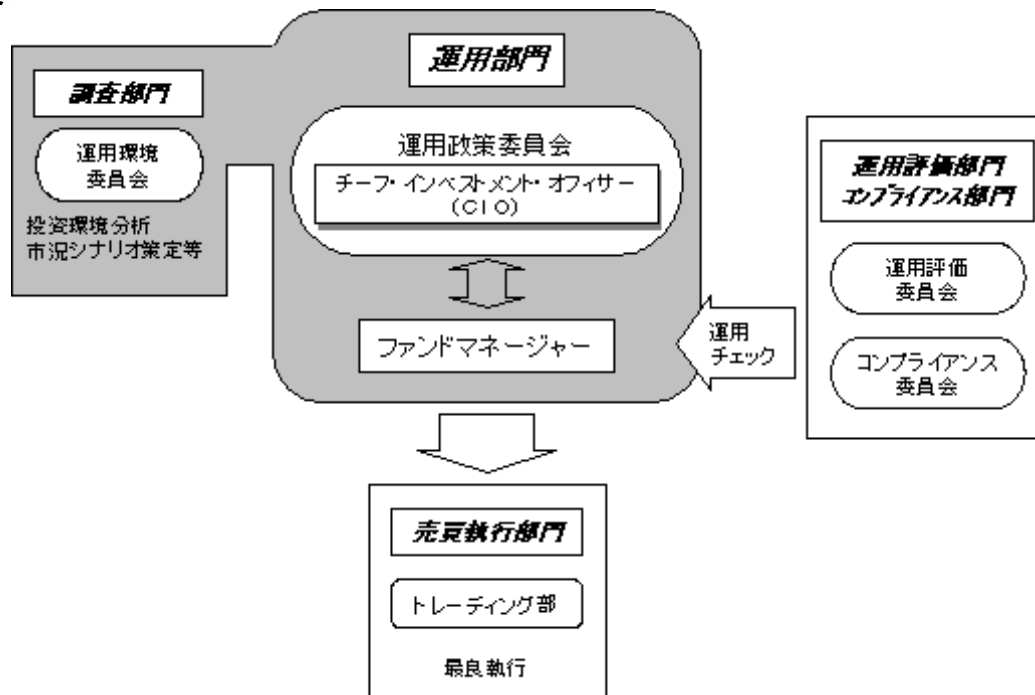 調査部門
運用環境
委員会
投資環境分析
市況シナリオ策定等
運用部門
運用政策委員会
チーフ・インベストメント・オフィサー
(CIO)
ファンドマネージャー
運用
チェック
運用評価部門
コンプライアンス部門
運用評価
委員会
コンプライアンス
委員会
売買執行部門
トレーディング部
最良執行